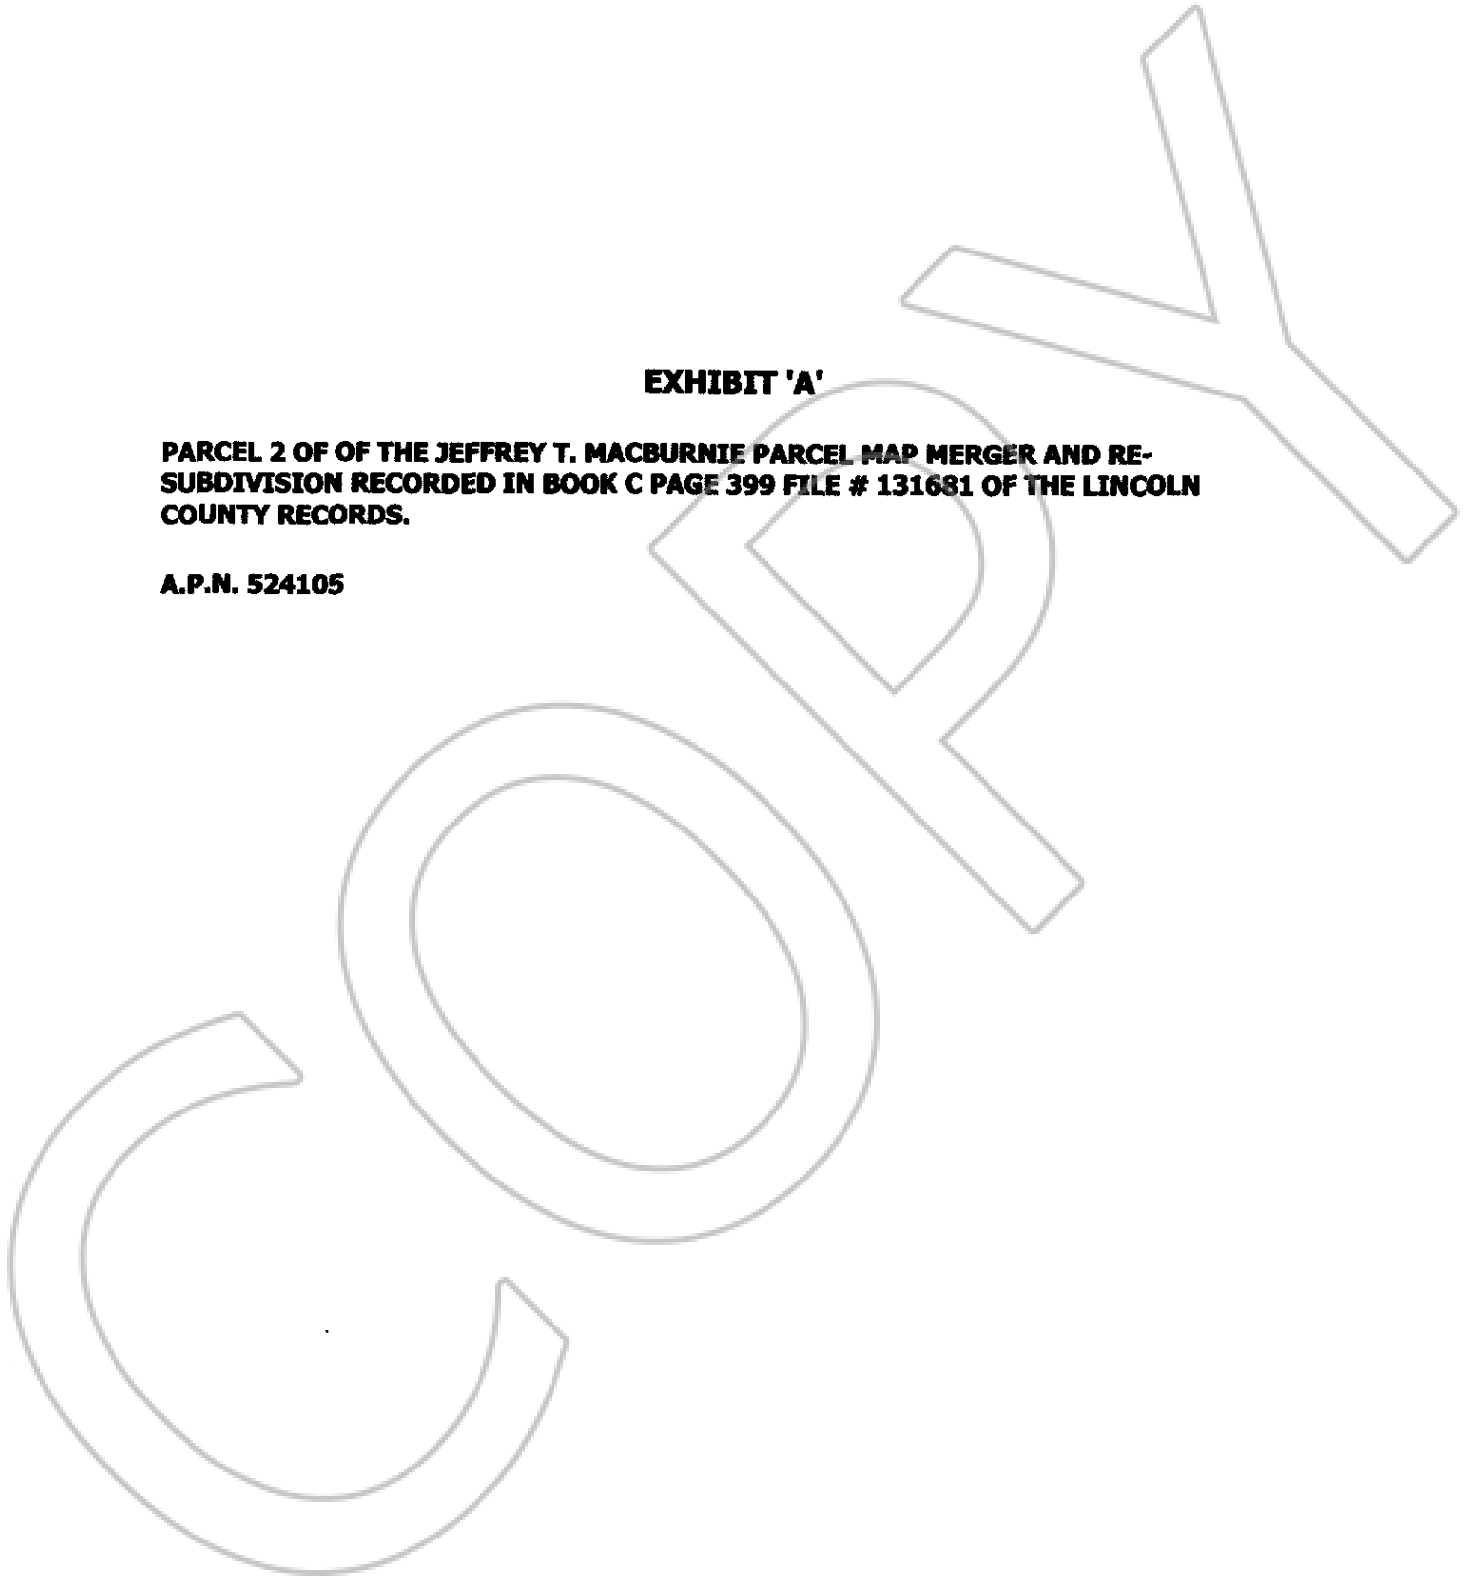 EXHIBIT 'A'
PARCEL 2 OF OF THE JEFFREY T. MACBURNIE PARCEL MAP MERGER AND RE-
SUBDIVISION RECORDED IN BOOK C PAGE 399 FILE # 131681 OF THE LINCOLN
COUNTY RECORDS.
A.P.N. 524105
COPY